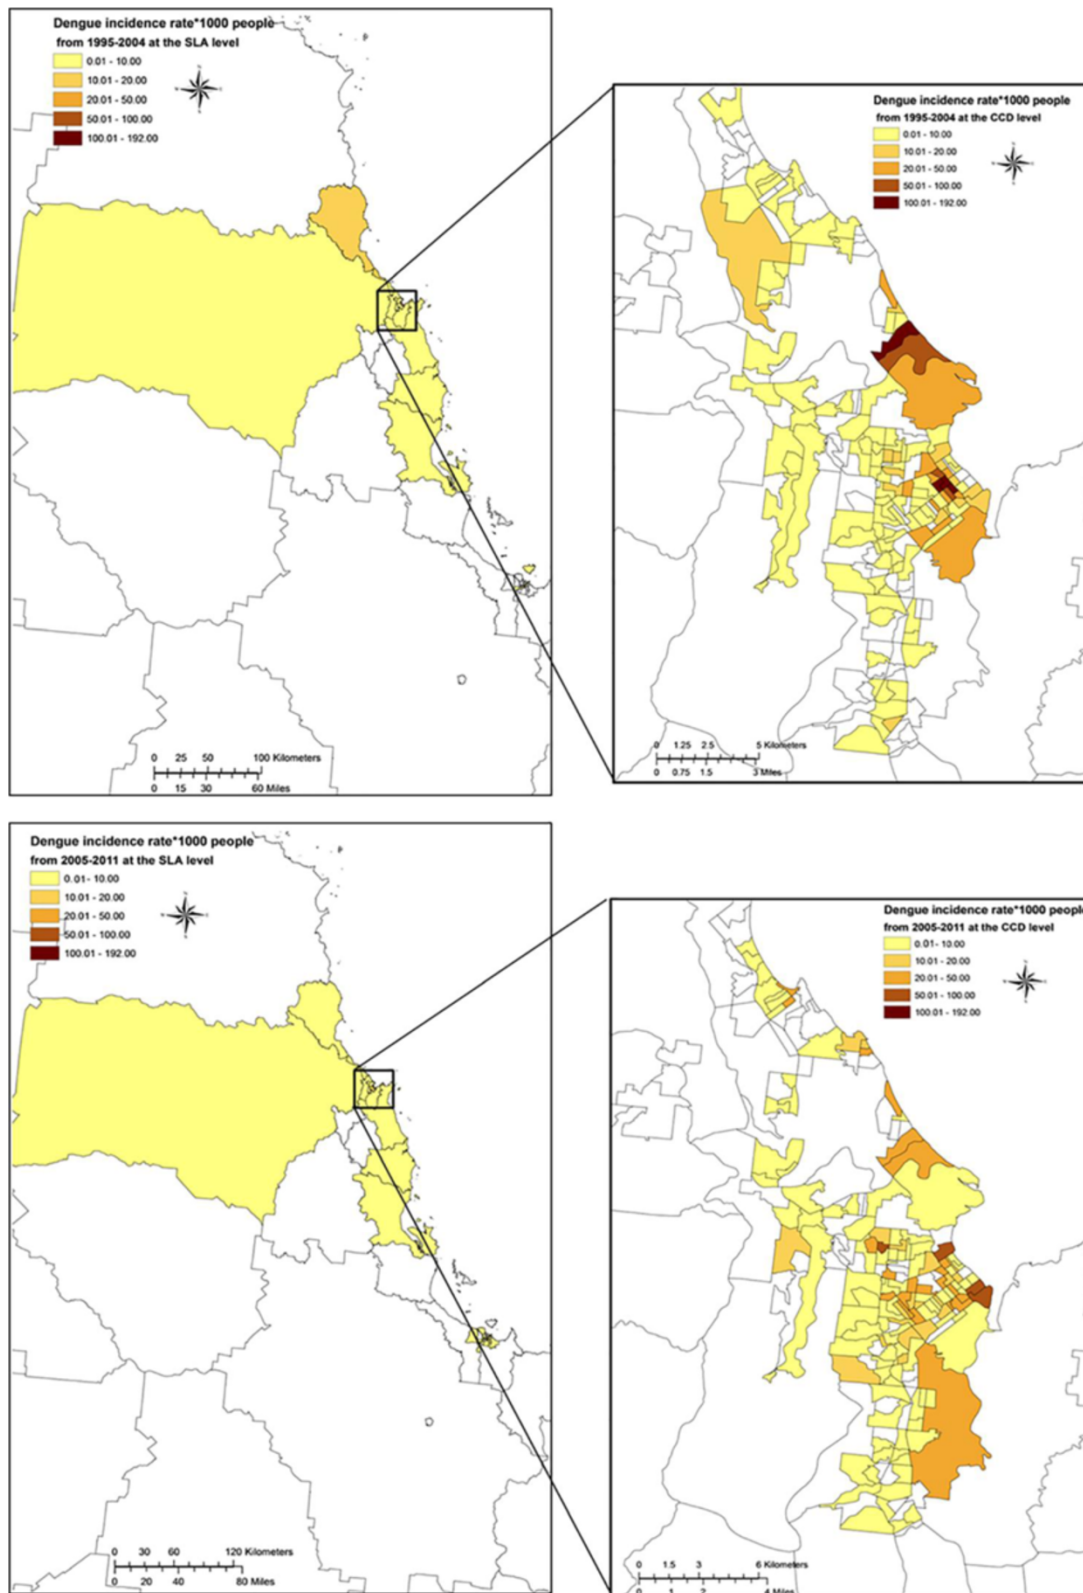 Dengue incidence rate*1000 people
from 1995-2004 at the SLA level
0.01 - 10.00
10.01 - 20.00
20.01 - 50.00
50.01 - 100.00
100.01 - 192.00
0 25 50 100 Kilometers
0 15 30 60 Miles
Dengue incidence rate*1000 people
from 1995-2004 at the CCD level
0.01 - 10.00
10.01 - 20.00
20.01 - 50.00
50.01 - 100.00
100.01 - 192.00
0 1.25 2.5 5 Kilometers
0 0.75 1.5 3 Miles
Dengue incidence rate*1000 people
from 2005-2011 at the SLA level
0.01 - 10.00
10.01 - 20.00
20.01 - 50.00
50.01 - 100.00
100.01 - 192.00
0 30 60 120 Kilometers
0 20 40 80 Miles
Dengue incidence rate*1000 people
from 2005-2011 at the CCD level
0.01 - 10.00
10.01 - 20.00
20.01 - 50.00
50.01 - 100.00
100.01 - 192.00
0 1.5 3 6 Kilometers
0 1 2 4 Miles